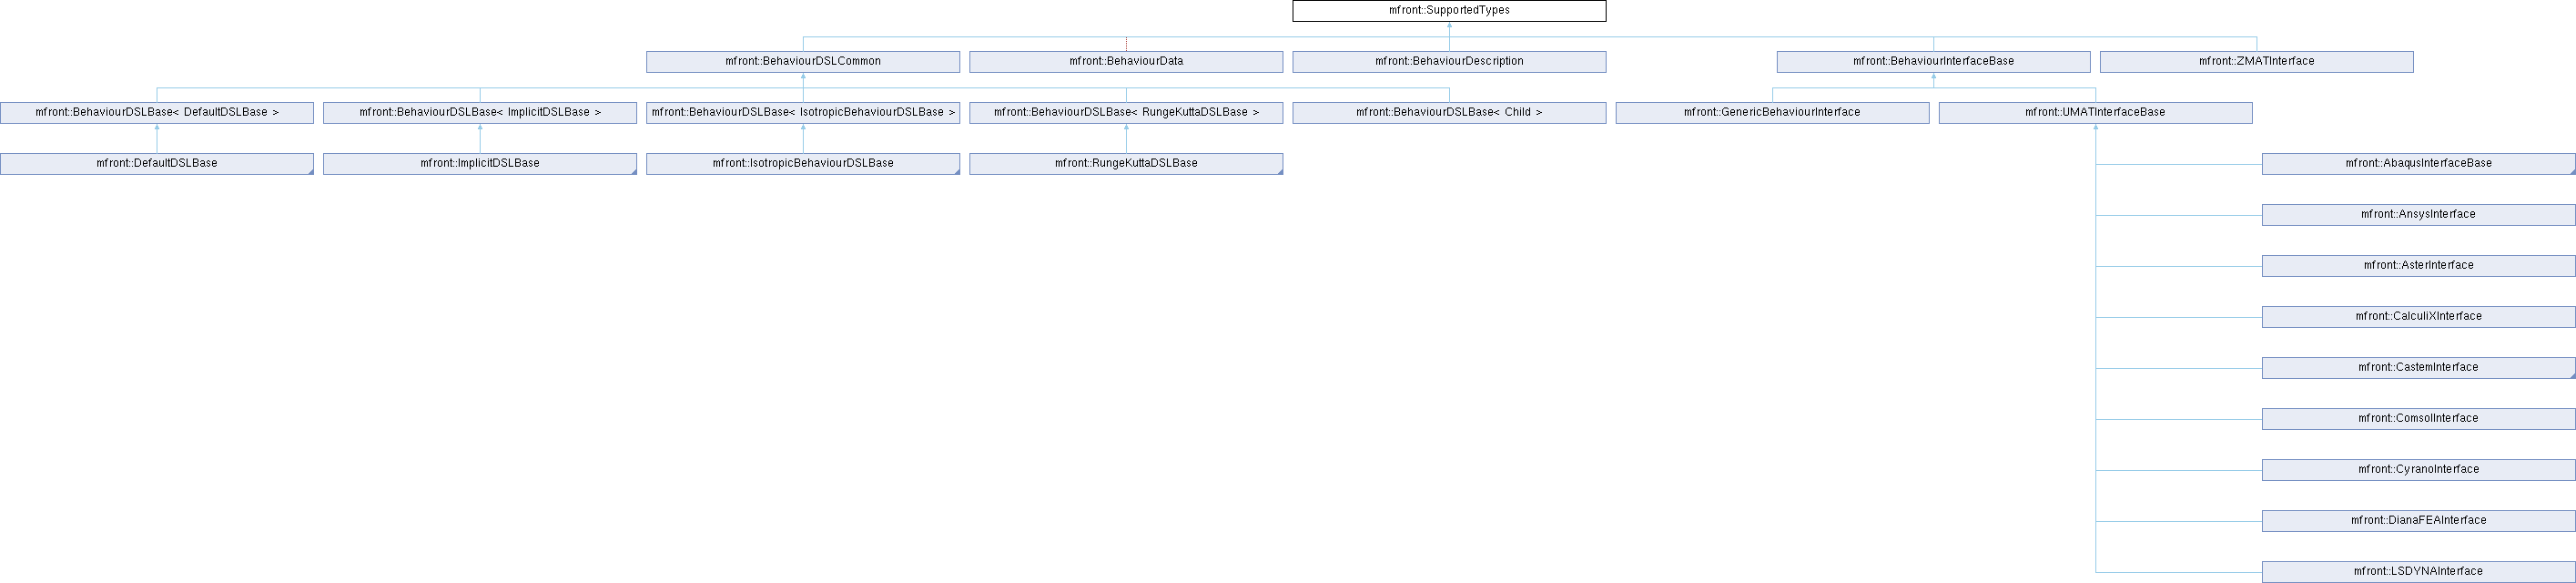 mfront::SupportedTypes
mfront::BehaviourDSLCommon
mfront::BehaviourData
mfront::BehaviourDescription
mfront::BehaviourInterfaceBase
mfront::ZMATInterface
mfront::BehaviourDSLBase< DefaultDSLBase >
mfront::BehaviourDSLBase< ImplicitDSLBase >
mfront::BehaviourDSLBase< IsotropicBehaviourDSLBase >
mfront::BehaviourDSLBase< RungeKuttaDSLBase >
mfront::BehaviourDSLBase< Child >
mfront::GenericBehaviourInterface
mfront::UMATInterfaceBase
mfront::DefaultDSLBase
mfront::ImplicitDSLBase
mfront::IsotropicBehaviourDSLBase
mfront::RungeKuttaDSLBase
mfront::AbaqusInterfaceBase
mfront::AnsysInterface
mfront::AsterInterface
mfront::CalculiXInterface
mfront::CastemInterface
mfront::ComsolInterface
mfront::CyranoInterface
mfront::DianaFEAInterface
mfront::LSDYNAInterface